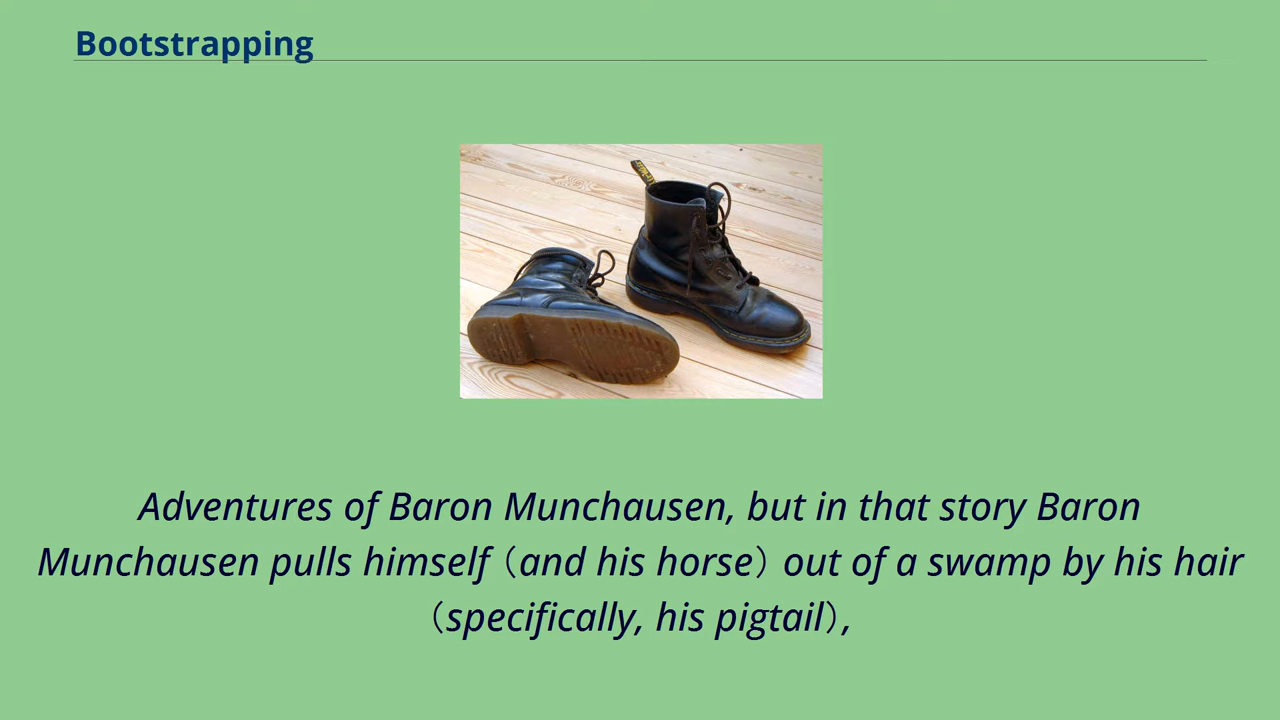 Bootstrapping
Adventures of Baron Munchausen, but in that story Baron
Munchausen pulls himself（and his horse）out of a swamp by his hair
（specifically, his pigtail）,